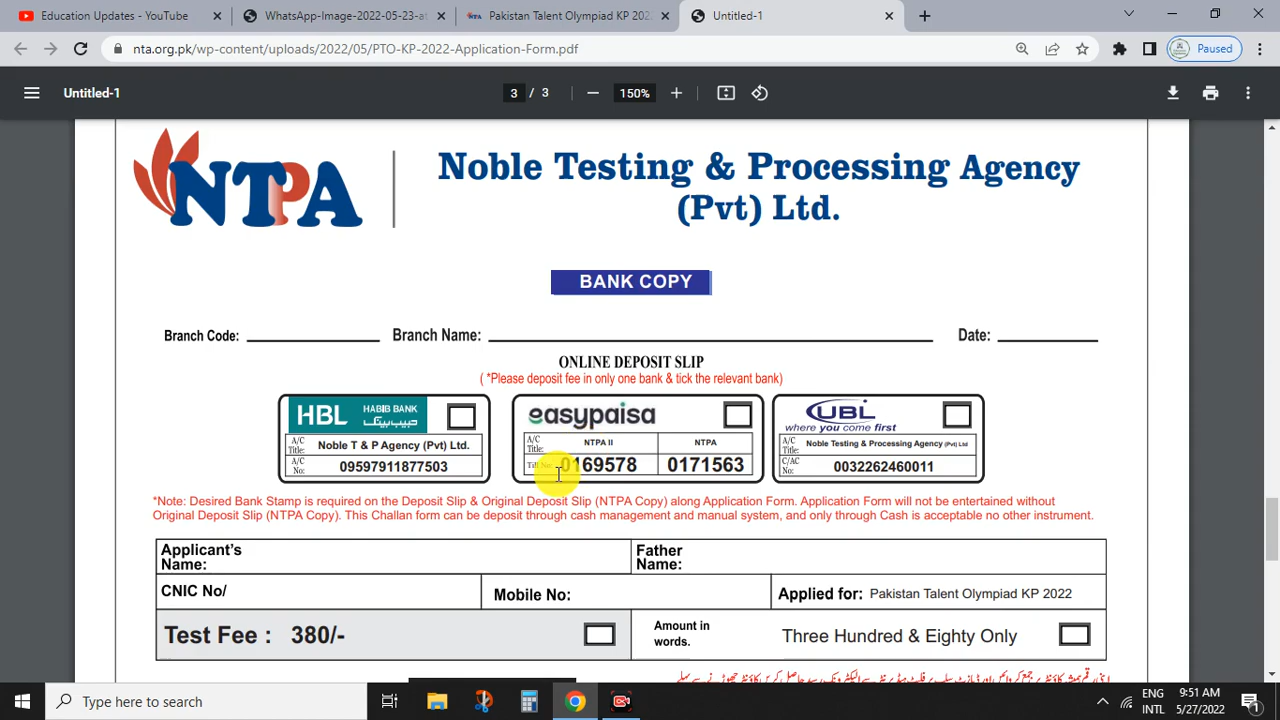 Education Updates - YouTube
WhatsApp-Image-2022-05-23-at
Pakistan Talent Olympiad KP 202
Untitled-1
nta.org.pk/wp-content/uploads/2022/05/PTO-KP-2022-Application-Form.pdf
Paused
Untitled-1
3 / 3
150%
NTPA
Noble Testing & Processing Agency
(Pvt) Ltd.
BANK COPY
Branch Code:
Branch Name:
Date:
ONLINE DEPOSIT SLIP
( *Please deposit fee in only one bank & tick the relevant bank)
HBL HABIB BANK
حبیب بینک
A/C Title: Noble T & P Agency (Pvt) Ltd.
A/C No: 09597911877503
easypaisa
A/C Title: NTPA II NTPA
Till No: 0169578 0171563
UBL
where you come first
A/C Title: Noble Testing & Processing Agency (Pvt) Ltd
C/AC No: 0032262460011
*Note: Desired Bank Stamp is required on the Deposit Slip & Original Deposit Slip (NTPA Copy) along Application Form. Application Form will not be entertained without
Original Deposit Slip (NTPA Copy). This Challan form can be deposit through cash management and manual system, and only through Cash is acceptable no other instrument.
Applicant's Name:
Father Name:
CNIC No/
Mobile No:
Applied for: Pakistan Talent Olympiad KP 2022
Test Fee : 380/-
Amount in words.
Three Hundred & Eighty Only
Type here to search
ENG
INTL
9:51 AM
5/27/2022